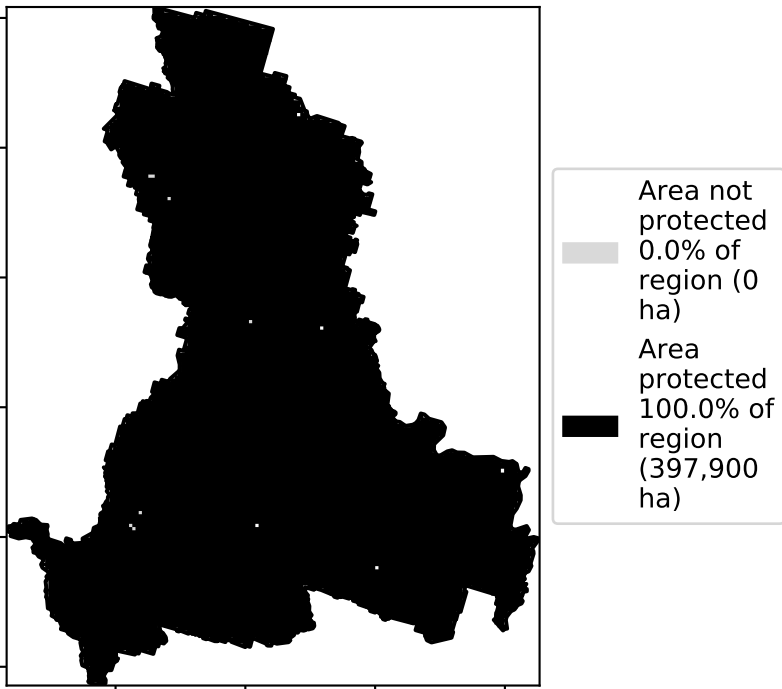 Area not
protected
0.0% of
region (0
ha)
Area
protected
100.0% of
region
(397,900
ha)